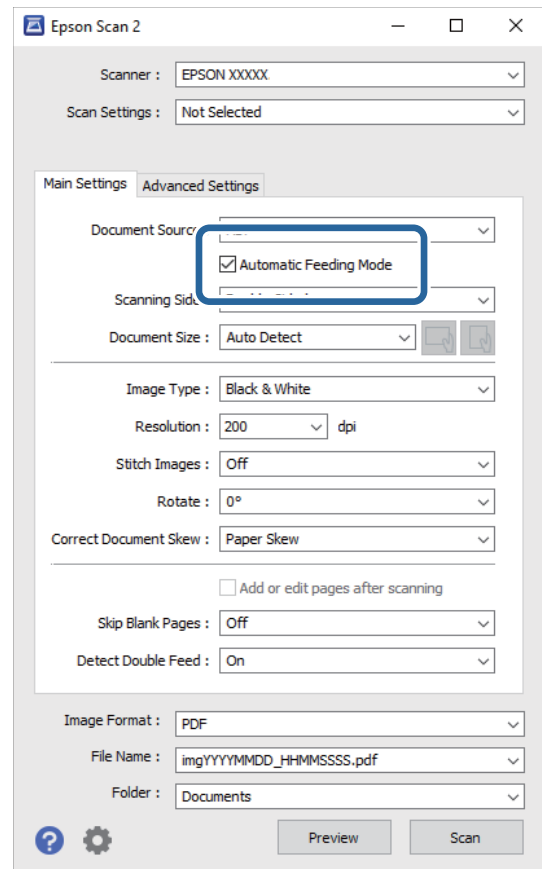 Epson Scan 2
Scanner : EPSON XXXXX
Scan Settings : Not Selected
Main Settings Advanced Settings
Document Sourc
Automatic Feeding Mode
Scanning Side
Document Size : Auto Detect
Image Type : Black & White
Resolution : 200 dpi
Stitch Images : Off
Rotate : 0°
Correct Document Skew : Paper Skew
Add or edit pages after scanning
Skip Blank Pages : Off
Detect Double Feed : On
Image Format : PDF
File Name : imgYYYYMMDD_HHMMSSSS.pdf
Folder : Documents
? Preview Scan